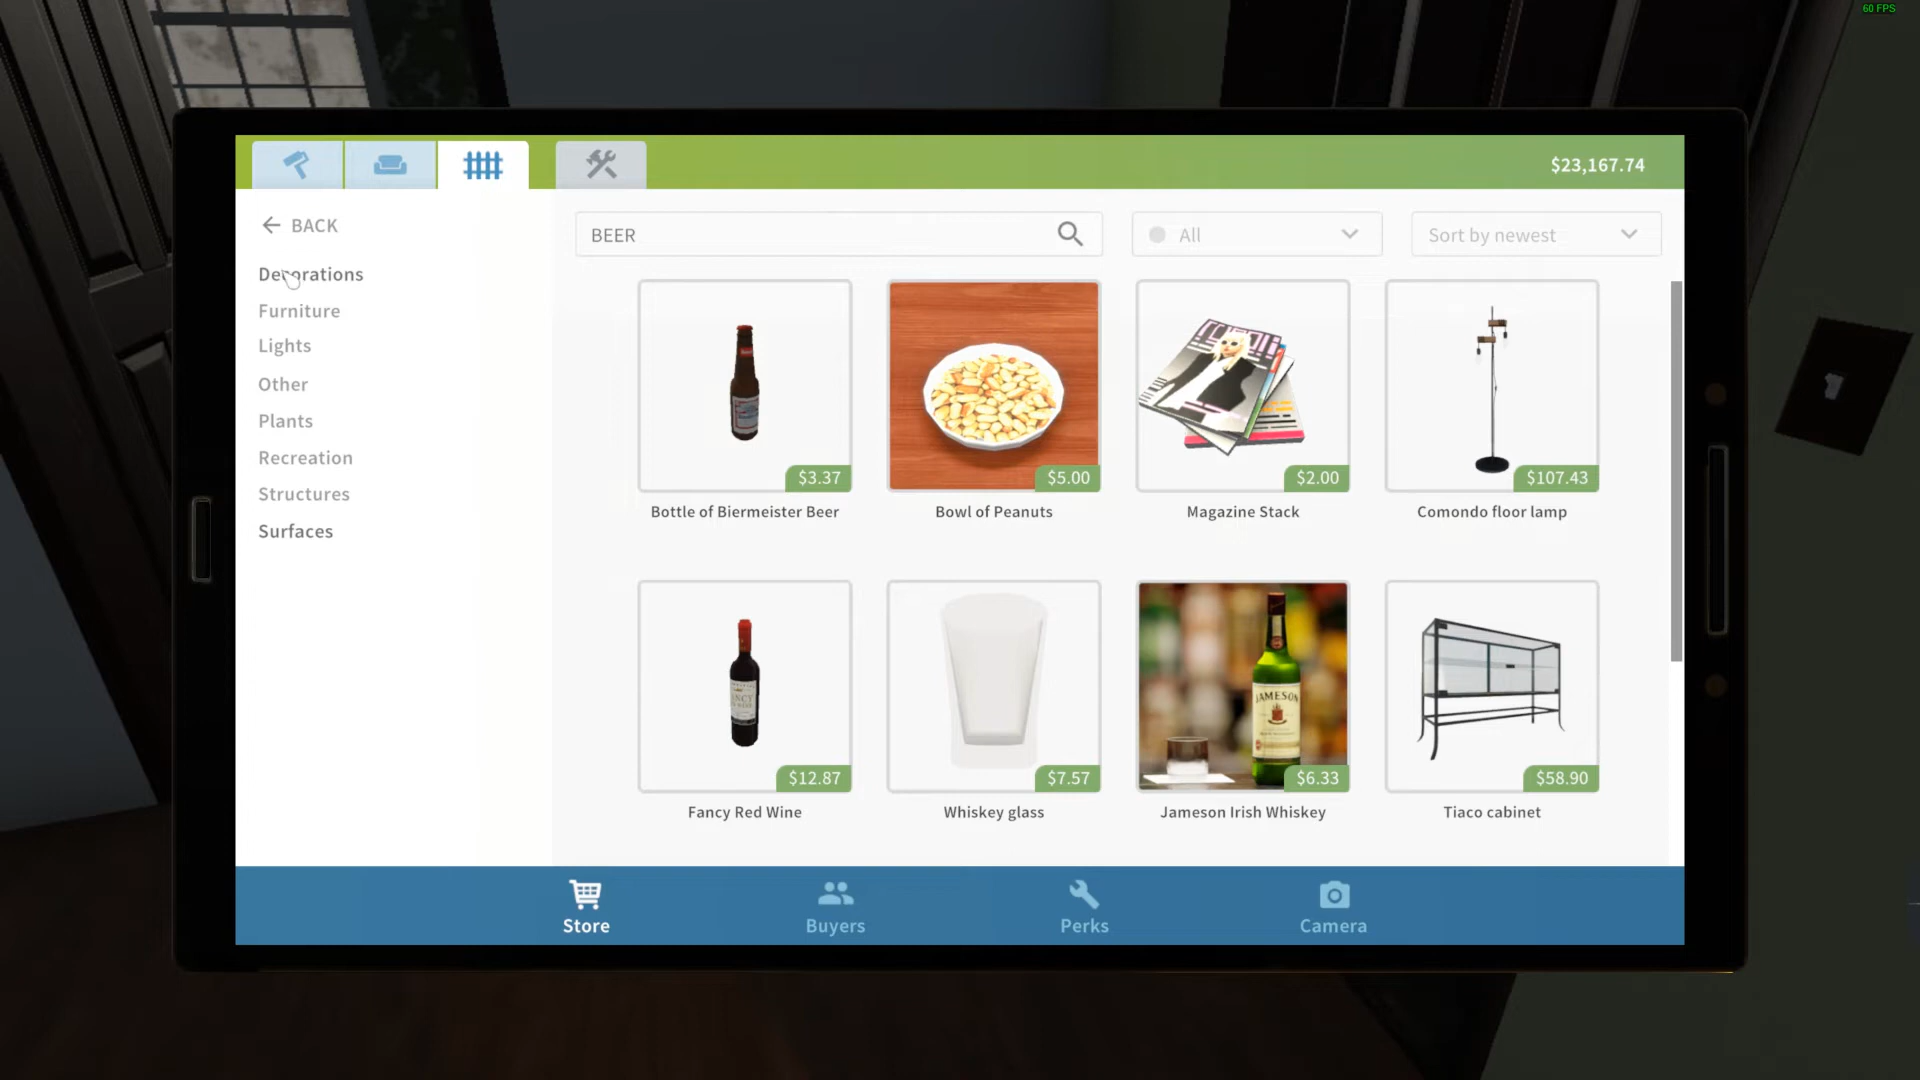 60 FPS
$23,167.74
BACK
BEER
All
Sort by newest
Decorations
Furniture
Lights
Other
Plants
Recreation
Structures
Surfaces
$3.37
$5.00
$2.00
$107.43
Bottle of Biermeister Beer
Bowl of Peanuts
Magazine Stack
Comondo floor lamp
JAMESON
$12.87
$7.57
$6.33
$58.90
Fancy Red Wine
Whiskey glass
Jameson Irish Whiskey
Tiaco cabinet
Store
Buyers
Perks
Camera